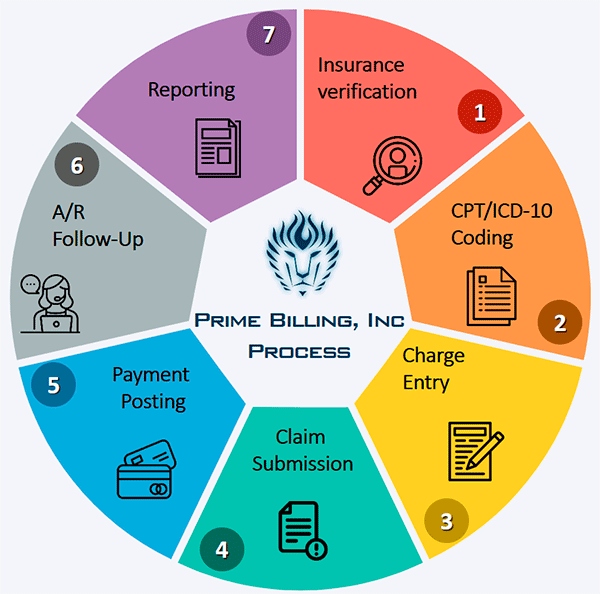 1
Insurance
verification
2
CPT/ICD-10
Coding
3
Charge
Entry
4
Claim
Submission
5
Payment
Posting
6
A/R
Follow-Up
7
Reporting
PRIME BILLING, INC
PROCESS